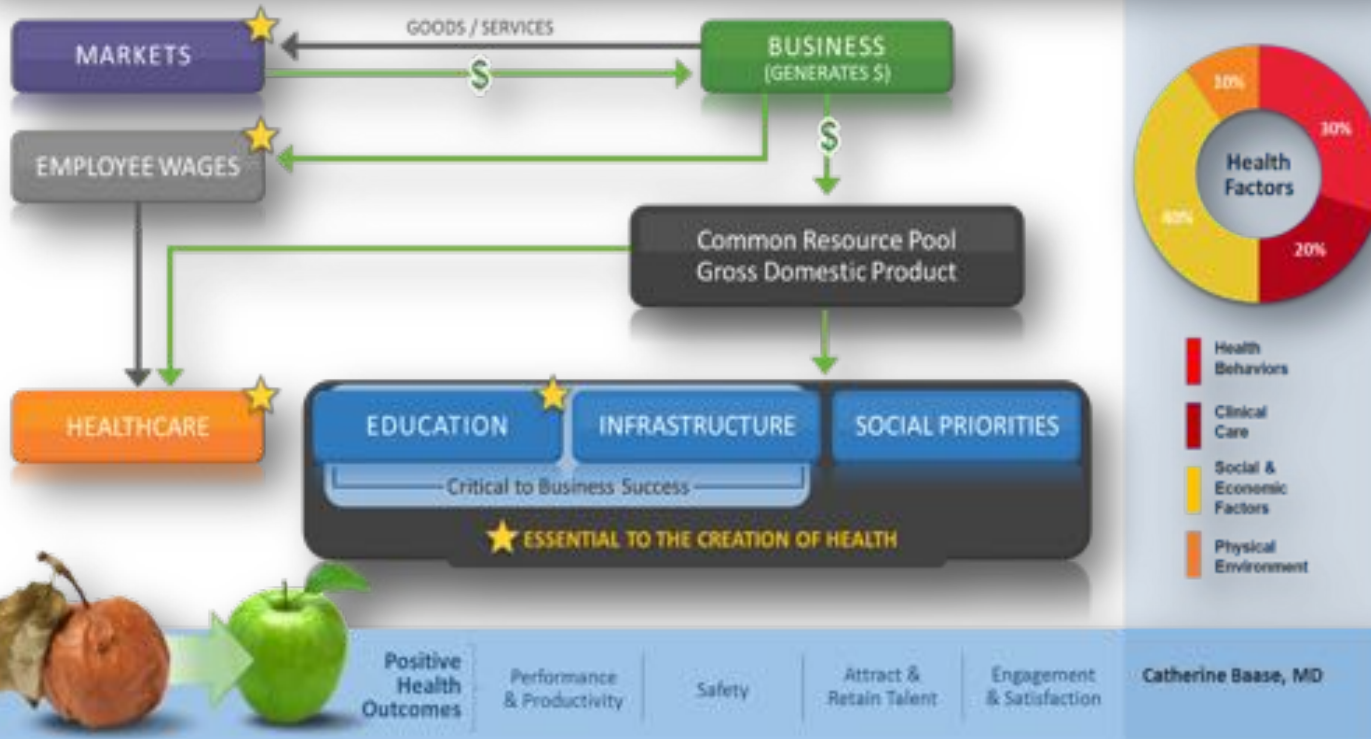 GOODS / SERVICES
MARKETS
BUSINESS
(GENERATES $)
$
EMPLOYEE WAGES
$
Common Resource Pool
Gross Domestic Product
HEALTHCARE
EDUCATION
INFRASTRUCTURE
SOCIAL PRIORITIES
Critical to Business Success
ESSENTIAL TO THE CREATION OF HEALTH
Positive
Health
Outcomes
Performance
& Productivity
Safety
Attract &
Retain Talent
Engagement
& Satisfaction
10%
30%
Health
Factors
40%
20%
Health
Behaviors
Clinical
Care
Social &
Economic
Factors
Physical
Environment
Catherine Baase, MD